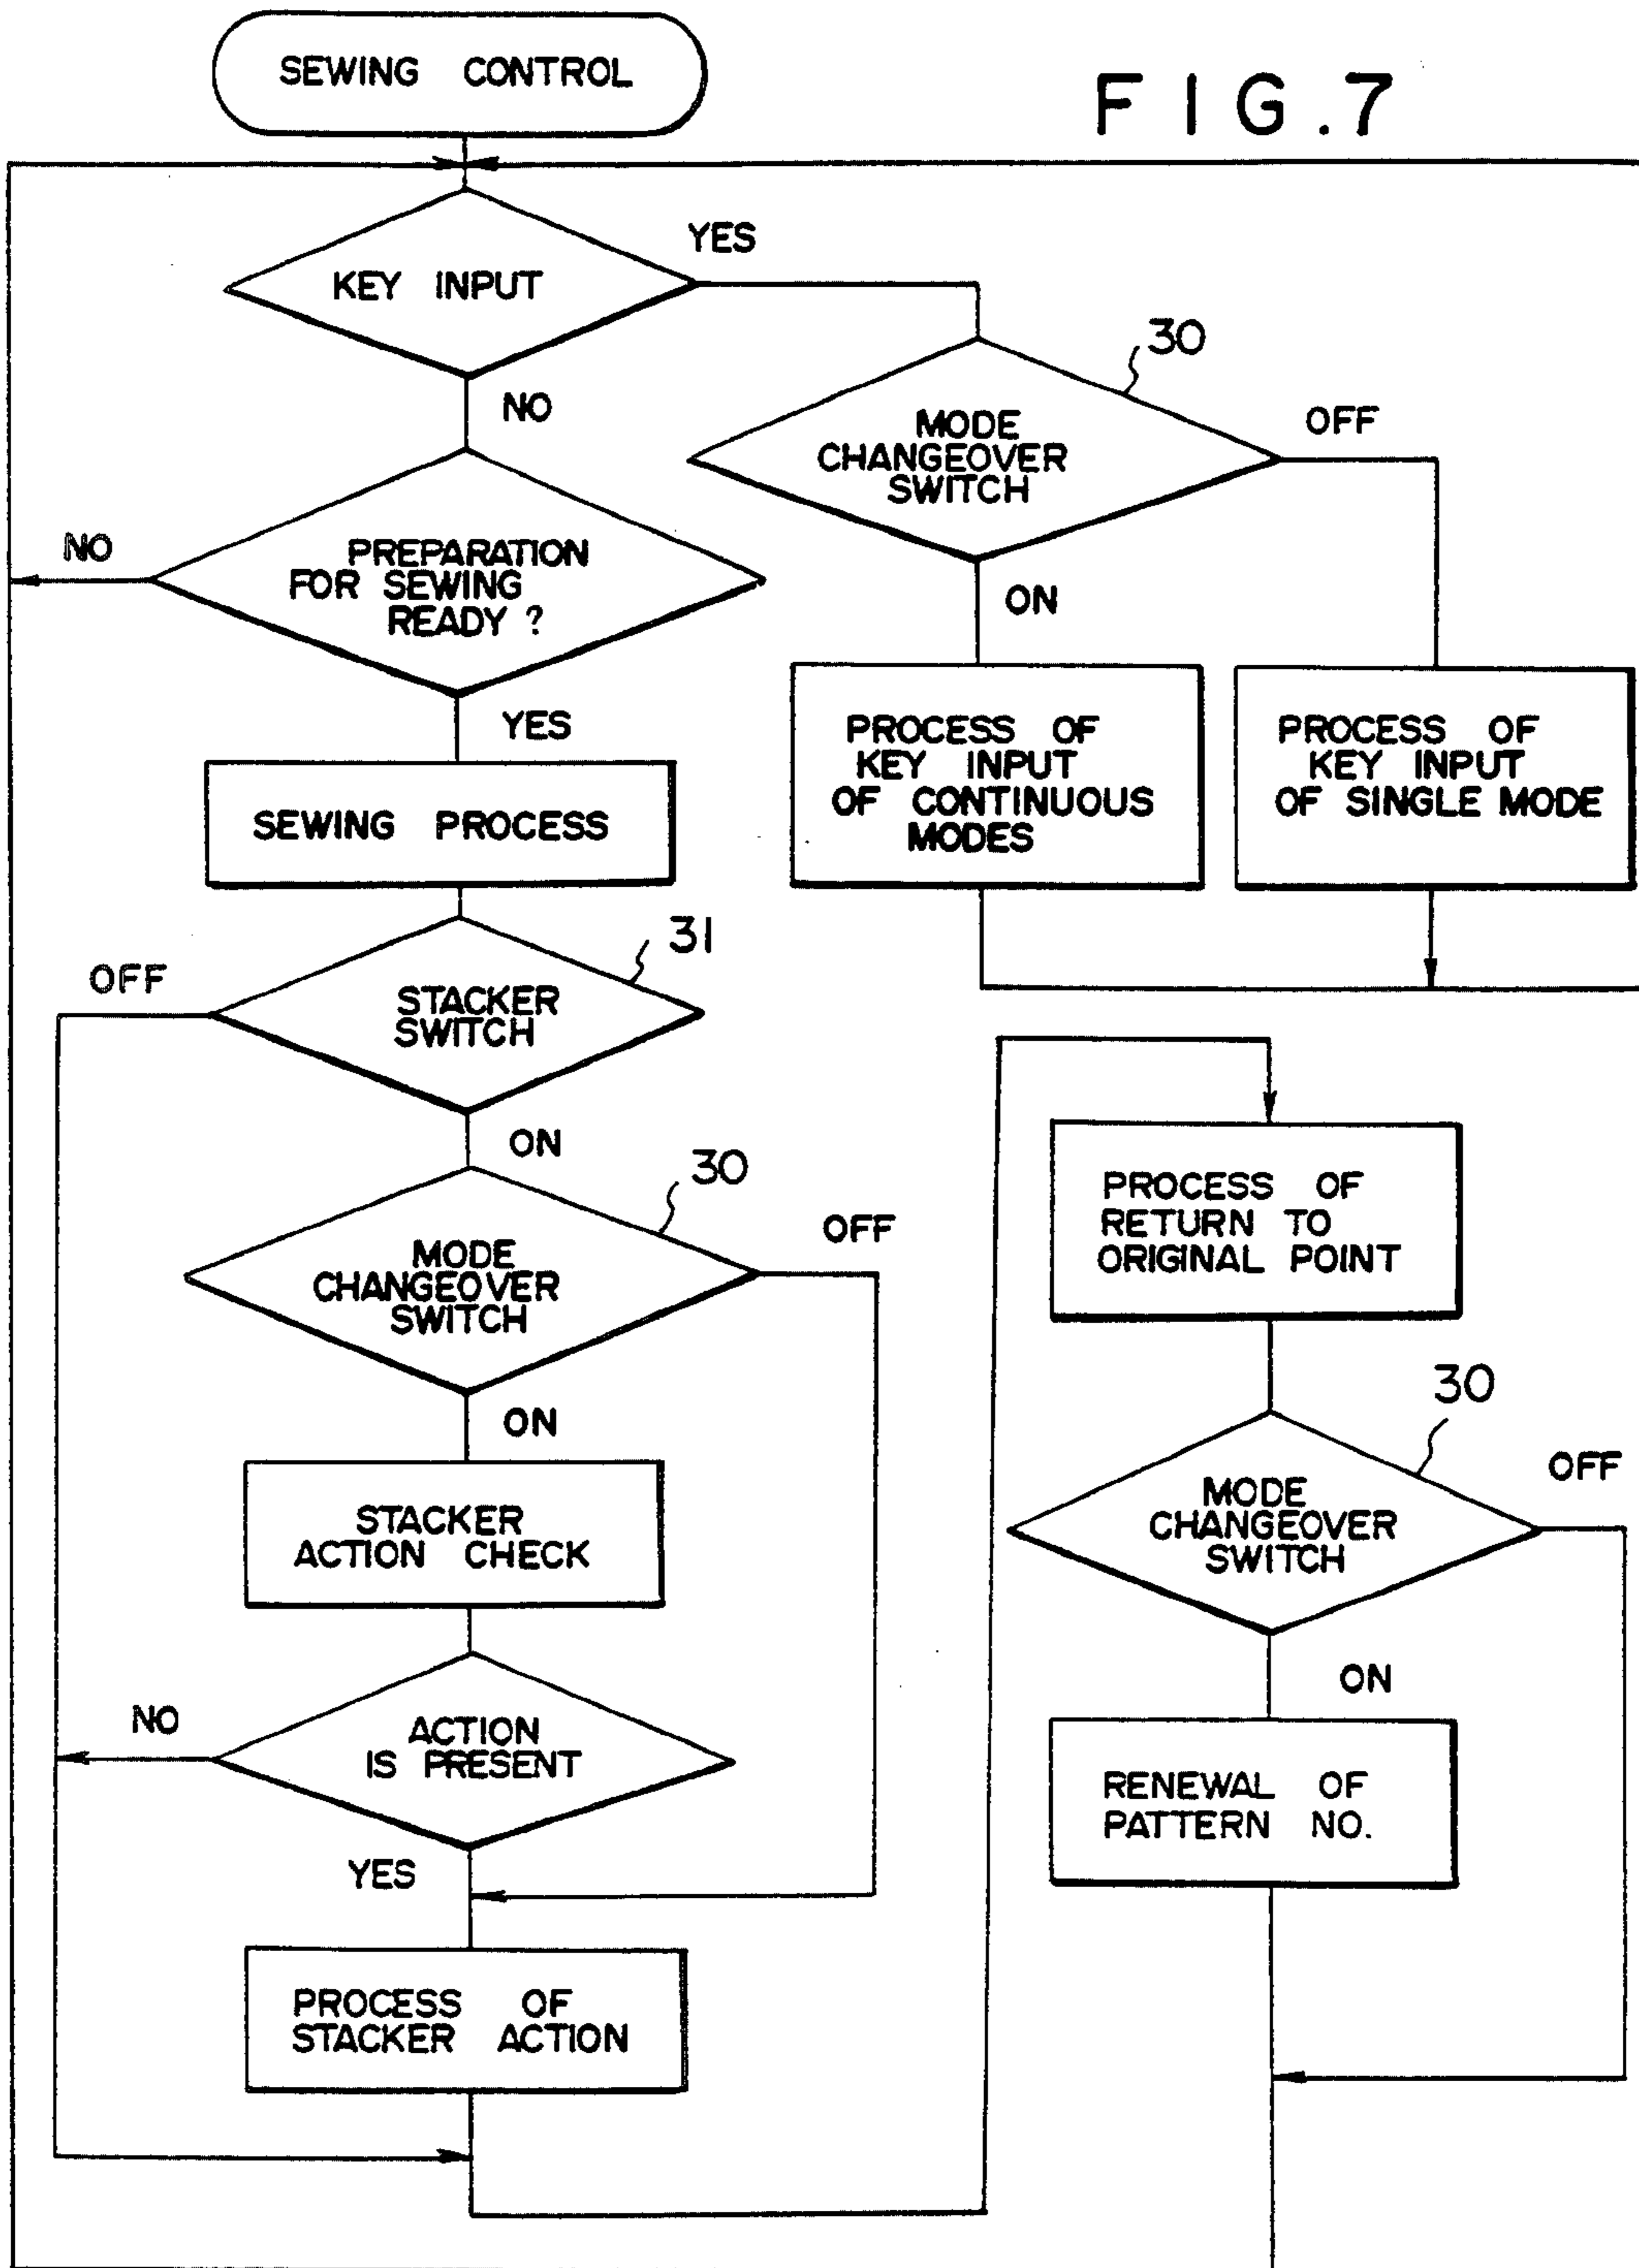 SEWING CONTROL
FIG.7
KEY INPUT
YES
NO
30
MODE
CHANGEOVER
SWITCH
OFF
ON
PREPARATION
FOR SEWING
READY ?
NO
YES
PROCESS OF
KEY INPUT
OF CONTINUOUS
MODES
PROCESS OF
KEY INPUT
OF SINGLE MODE
SEWING PROCESS
31
STACKER
SWITCH
OFF
ON
30
MODE
CHANGEOVER
SWITCH
OFF
ON
STACKER
ACTION CHECK
ACTION
IS PRESENT
NO
YES
PROCESS OF
STACKER ACTION
PROCESS OF
RETURN TO
ORIGINAL POINT
30
MODE
CHANGEOVER
SWITCH
OFF
ON
RENEWAL OF
PATTERN NO.